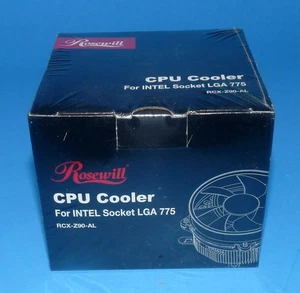 Rosewill
CPU Cooler
For INTEL Socket LGA 775
RCX-Z90-AL
Rosewill
CPU Cooler
For INTEL Socket LGA 775
RCX-Z90-AL